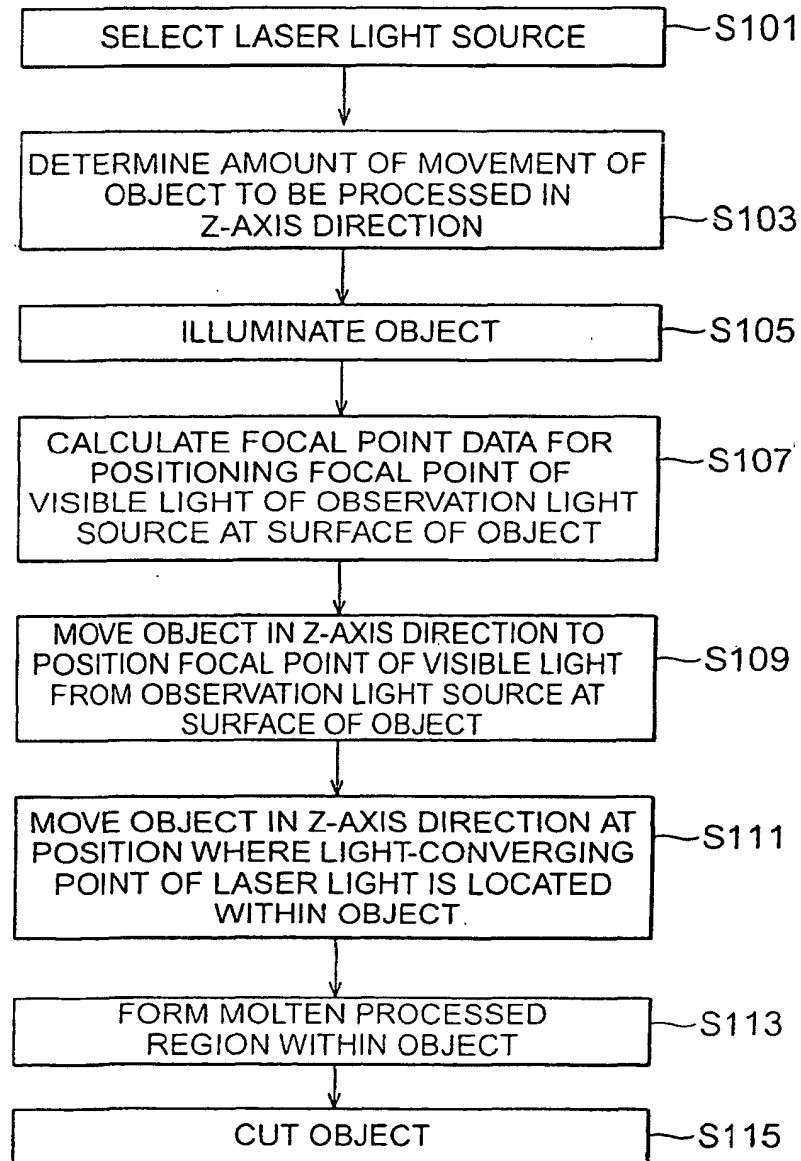 SELECT LASER LIGHT SOURCE
S101
DETERMINE AMOUNT OF MOVEMENT OF
OBJECT TO BE PROCESSED IN
Z-AXIS DIRECTION
S103
ILLUMINATE OBJECT
S105
CALCULATE FOCAL POINT DATA FOR
POSITIONING FOCAL POINT OF
VISIBLE LIGHT OF OBSERVATION LIGHT
SOURCE AT SURFACE OF OBJECT
S107
MOVE OBJECT IN Z-AXIS DIRECTION TO
POSITION FOCAL POINT OF VISIBLE LIGHT
FROM OBSERVATION LIGHT SOURCE AT
SURFACE OF OBJECT
S109
MOVE OBJECT IN Z-AXIS DIRECTION AT
POSITION WHERE LIGHT-CONVERGING
POINT OF LASER LIGHT IS LOCATED
WITHIN OBJECT.
S111
FORM MOLTEN PROCESSED
REGION WITHIN OBJECT
S113
CUT OBJECT
S115